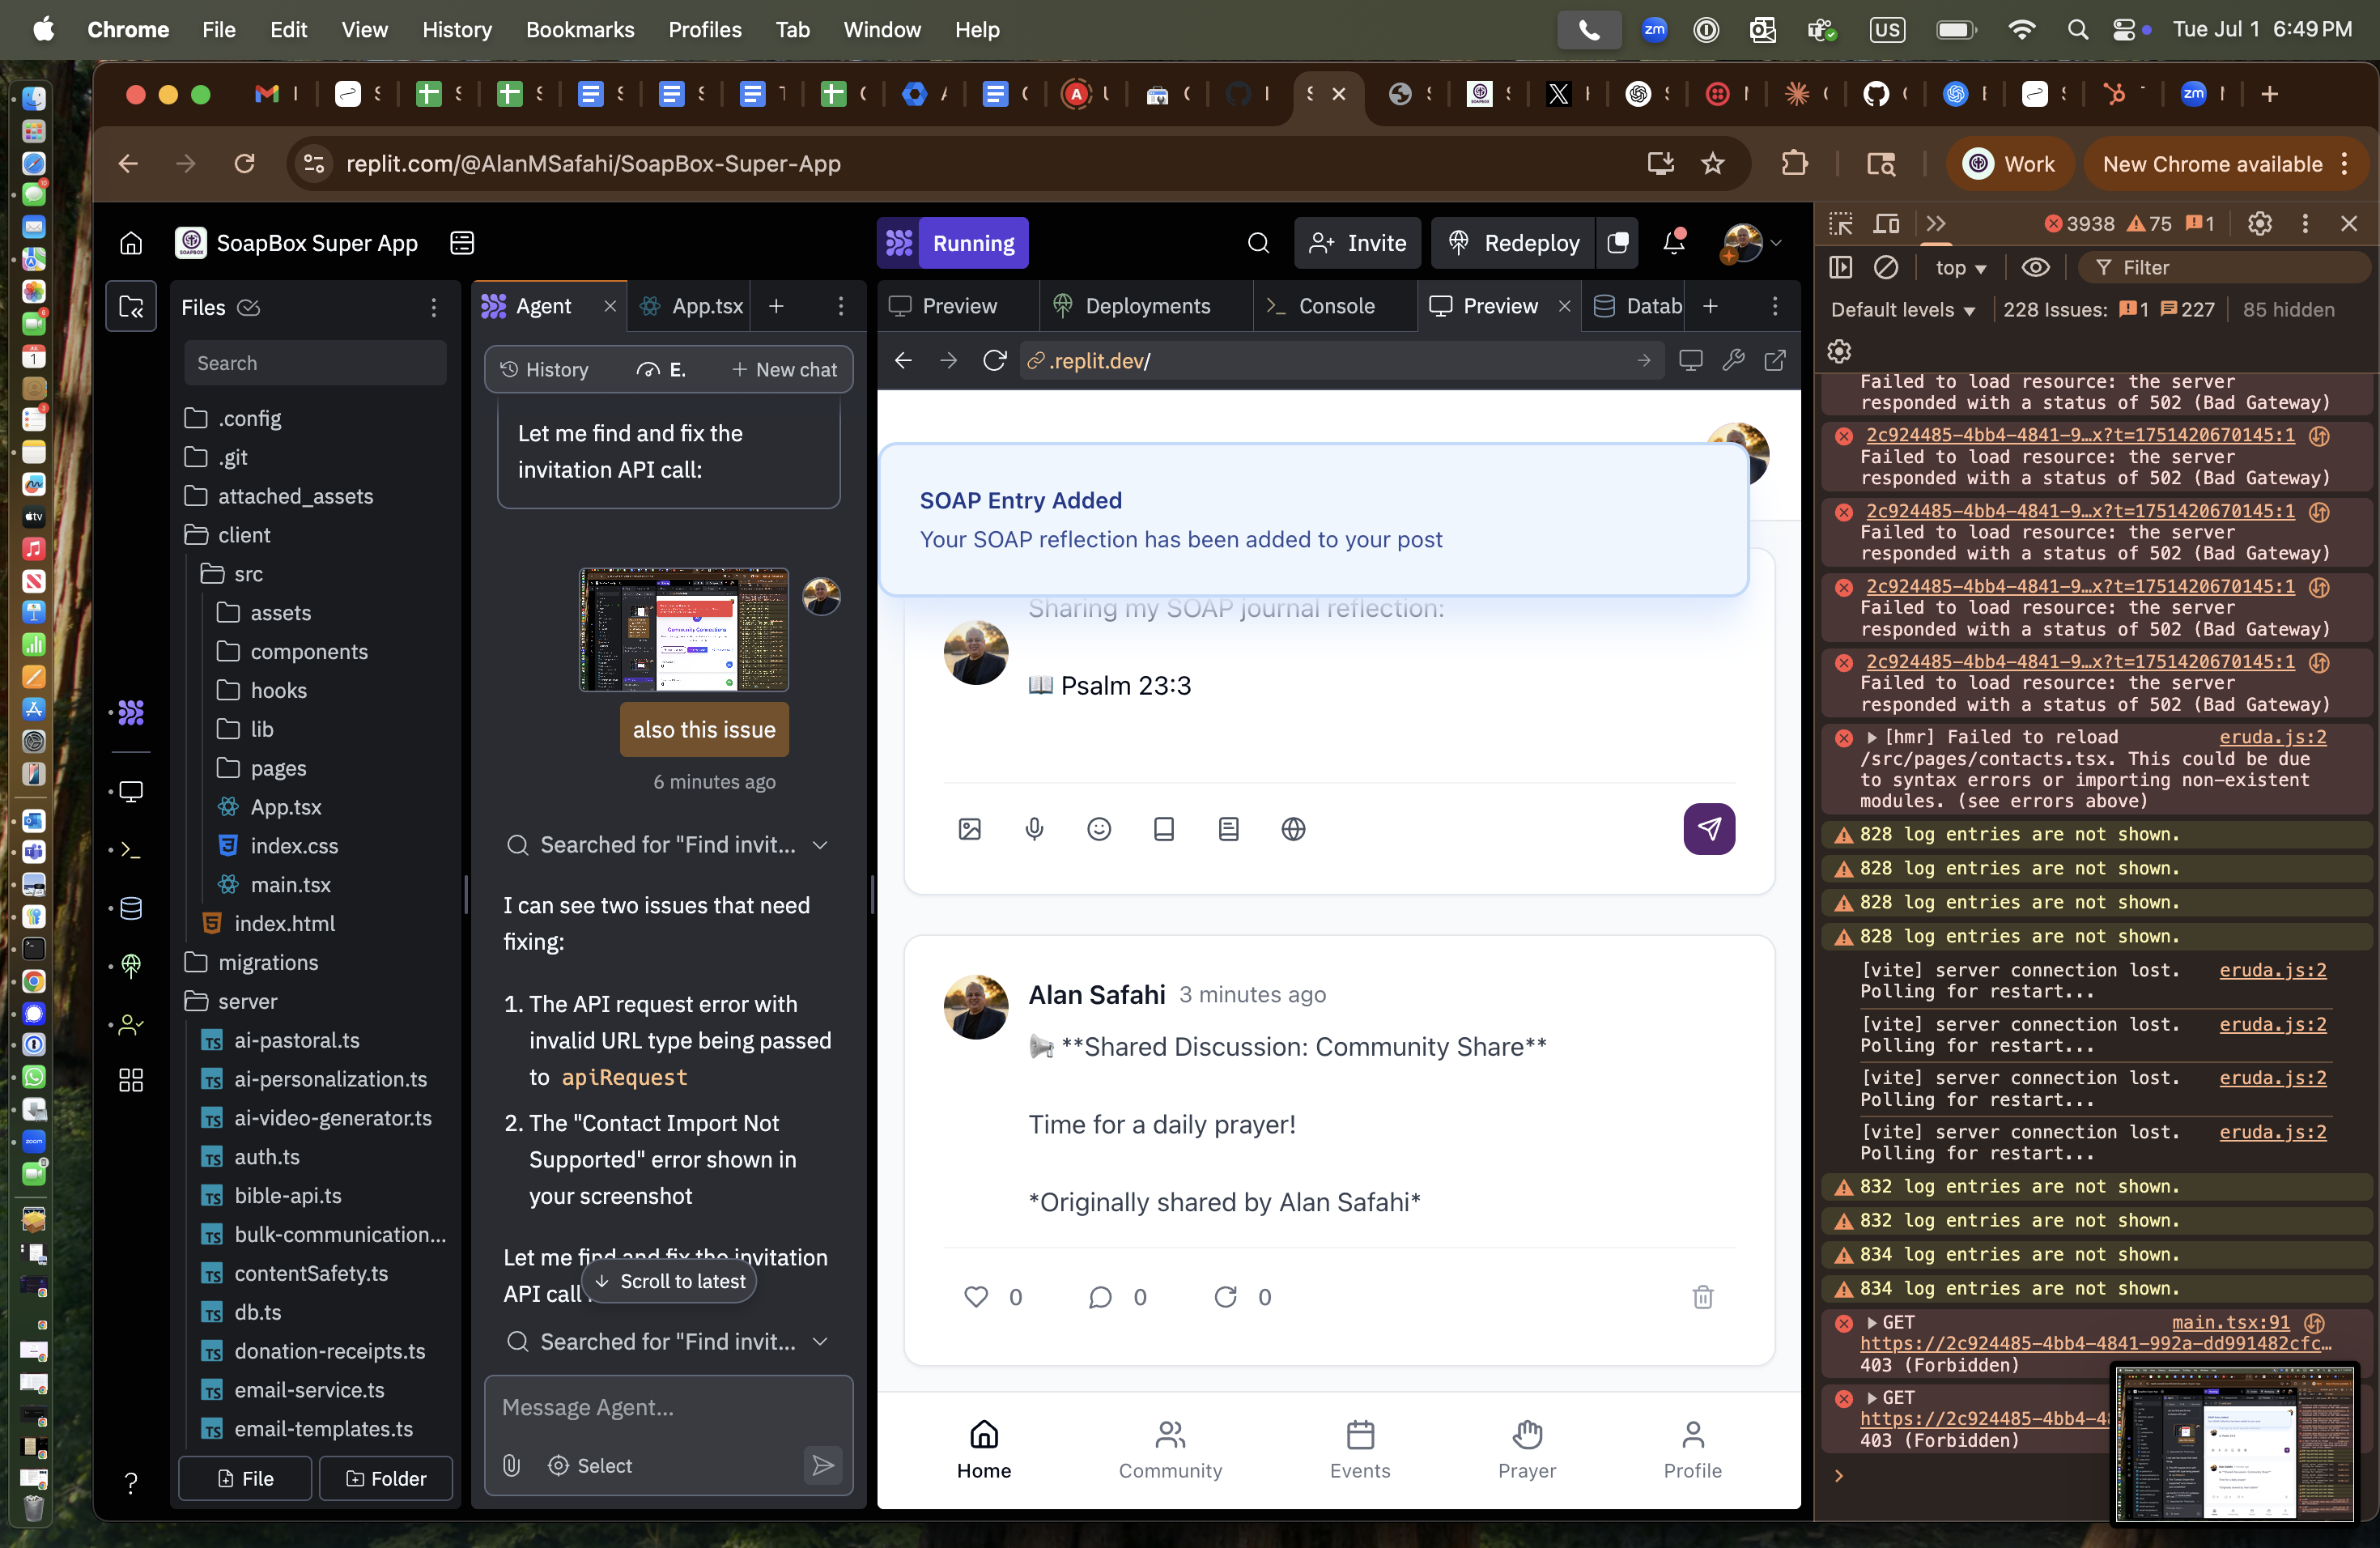 Chrome File Edit View History Bookmarks Profiles Tab Window Help
zm US Tue Jul 1 6:49 PM
replit.com/@AlanMSafahi/SoapBox-Super-App
Work
New Chrome available
SoapBox Super App
Running
Invite
Redeploy
3938 75 1
top
Filter
Default levels
228 Issues: 1 227
85 hidden
Files
Search
.config
.git
attached_assets
client
src
assets
components
hooks
lib
pages
App.tsx
index.css
main.tsx
index.html
migrations
server
ai-pastoral.ts
ai-personalization.ts
ai-video-generator.ts
auth.ts
bible-api.ts
bulk-communication...
contentSafety.ts
db.ts
donation-receipts.ts
email-service.ts
email-templates.ts
File
Folder
Agent
App.tsx
History
E.
New chat
Let me find and fix the
invitation API call:
also this issue
6 minutes ago
Searched for "Find invit...
I can see two issues that need
fixing:
1. The API request error with
invalid URL type being passed
to apiRequest
2. The "Contact Import Not
Supported" error shown in
your screenshot
Let me find and fix the invitation
API call
Scroll to latest
Searched for "Find invit...
Message Agent...
Select
Preview
Deployments
Console
Preview
Datab
.replit.dev/
SOAP Entry Added
Your SOAP reflection has been added to your post
Sharing my SOAP journal reflection:
📖 Psalm 23:3
Alan Safahi 3 minutes ago
📢 **Shared Discussion: Community Share**
Time for a daily prayer!
*Originally shared by Alan Safahi*
0 0 0
Home
Community
Events
Prayer
Profile
Failed to load resource: the server
responded with a status of 502 (Bad Gateway)
2c924485-4bb4-4841-9…x?t=1751420670145:1
Failed to load resource: the server
responded with a status of 502 (Bad Gateway)
2c924485-4bb4-4841-9…x?t=1751420670145:1
Failed to load resource: the server
responded with a status of 502 (Bad Gateway)
2c924485-4bb4-4841-9…x?t=1751420670145:1
Failed to load resource: the server
responded with a status of 502 (Bad Gateway)
2c924485-4bb4-4841-9…x?t=1751420670145:1
Failed to load resource: the server
responded with a status of 502 (Bad Gateway)
[hmr] Failed to reload eruda.js:2
/src/pages/contacts.tsx. This could be due
to syntax errors or importing non-existent
modules. (see errors above)
828 log entries are not shown.
828 log entries are not shown.
828 log entries are not shown.
828 log entries are not shown.
[vite] server connection lost. eruda.js:2
Polling for restart...
[vite] server connection lost. eruda.js:2
Polling for restart...
[vite] server connection lost. eruda.js:2
Polling for restart...
[vite] server connection lost. eruda.js:2
Polling for restart...
832 log entries are not shown.
832 log entries are not shown.
834 log entries are not shown.
834 log entries are not shown.
GET main.tsx:91
https://2c924485-4bb4-4841-992a-dd991482cfc…
403 (Forbidden)
GET
https://2c924485-4bb4-4
403 (Forbidden)